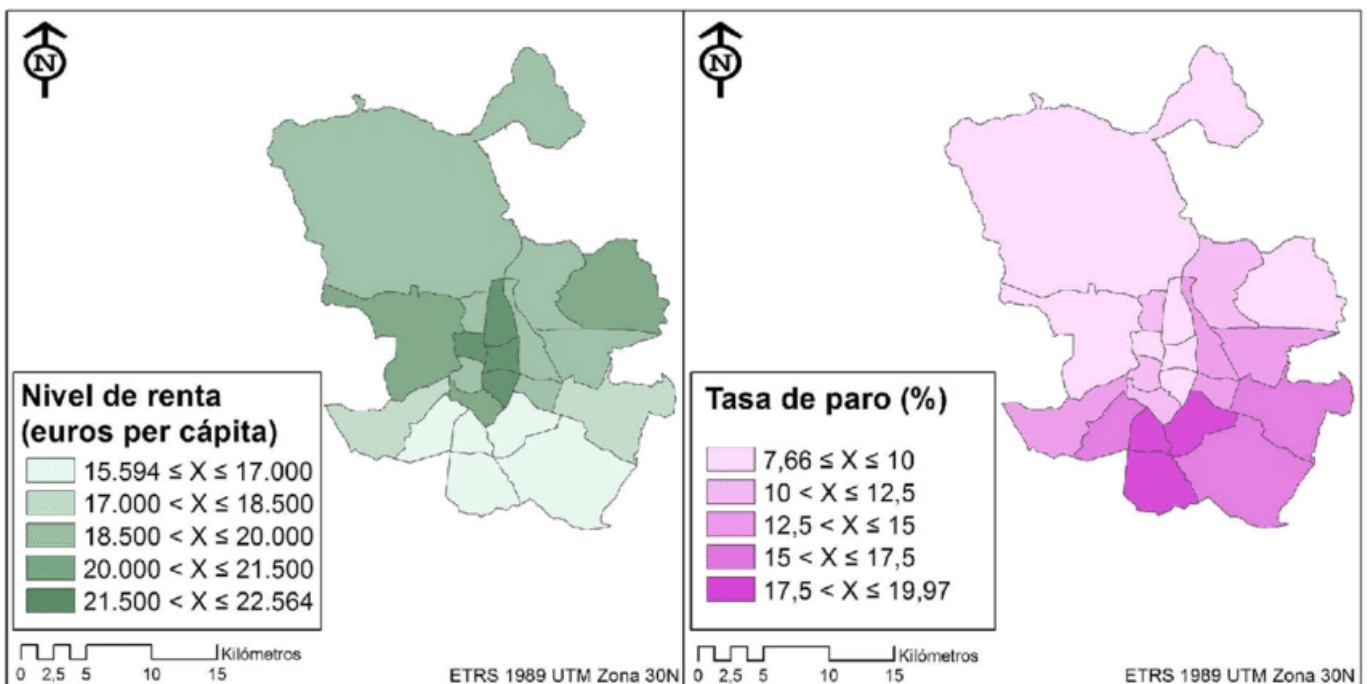 N
Nivel de renta
(euros per cápita)
15.594 ≤ X ≤ 17.000
17.000 < X ≤ 18.500
18.500 < X ≤ 20.000
20.000 < X ≤ 21.500
21.500 < X ≤ 22.564
Kilómetros
0 2,5 5 10 15
ETRS 1989 UTM Zona 30N
N
Tasa de paro (%)
7,66 ≤ X ≤ 10
10 < X ≤ 12,5
12,5 < X ≤ 15
15 < X ≤ 17,5
17,5 < X ≤ 19,97
Kilómetros
0 2,5 5 10 15
ETRS 1989 UTM Zona 30N